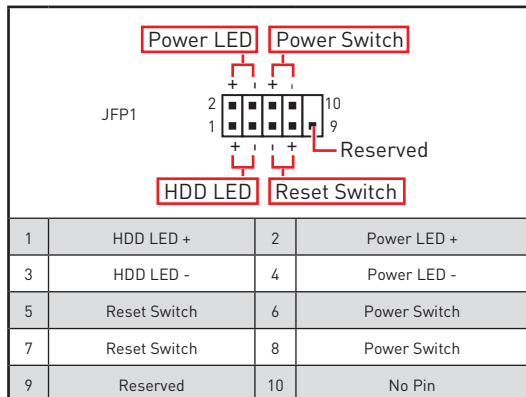 Power LED Power Switch
+ - + -
JFP1
2 10
1 9
+ - - +
Reserved
HDD LED Reset Switch
1 HDD LED + 2 Power LED +
3 HDD LED - 4 Power LED -
5 Reset Switch 6 Power Switch
7 Reset Switch 8 Power Switch
9 Reserved 10 No Pin